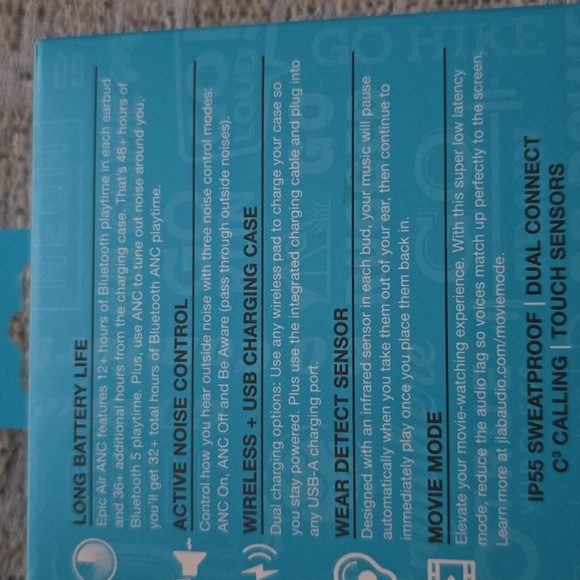 LONG BATTERY LIFE
Epic Air ANC features 12+ hours of Bluetooth playtime in each earbud
and 36+ additional hours from the charging case. That's 48+ hours of
Bluetooth 5 playtime. Plus, use ANC to tune out noise around you,
you'll get 32+ total hours of Bluetooth ANC playtime.
ACTIVE NOISE CONTROL
Control how you hear outside noise with three noise control modes:
ANC On, ANC Off and Be Aware (pass through outside noises).
WIRELESS + USB CHARGING CASE
Dual charging options: Use any wireless pad to charge your case so
you stay powered. Plus use the integrated charging cable and plug into
any USB-A charging port.
WEAR DETECT SENSOR
Designed with an infrared sensor in each bud, your music will pause
automatically when you take them out of your ear, then continue to
immediately play once you place them back in.
MOVIE MODE
Elevate your movie-watching experience. With this super low latency
mode, reduce the audio lag so voices match up perfectly to the screen.
Learn more at jlabaudio.com/moviemode.
IP55 SWEATPROOF | DUAL CONNECT
C³ CALLING | TOUCH SENSORS
GO HIKE
LOUD